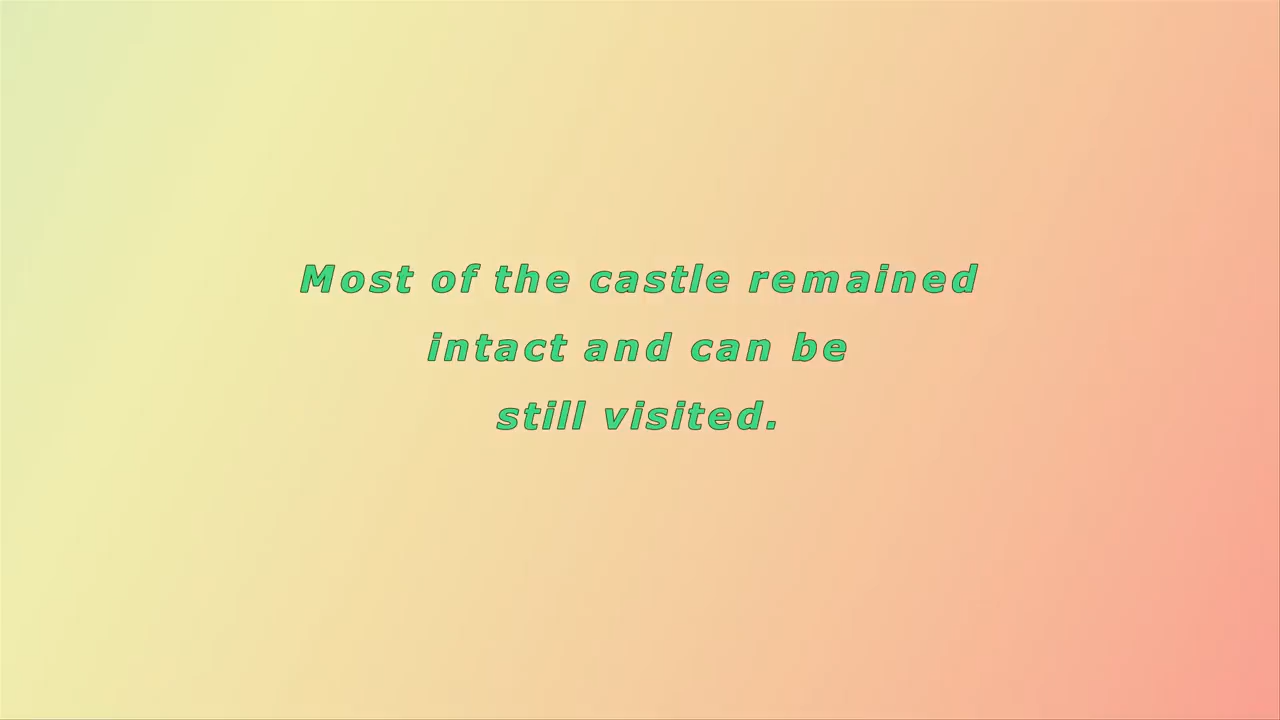 Most of the castle remained
intact and can be
still visited.